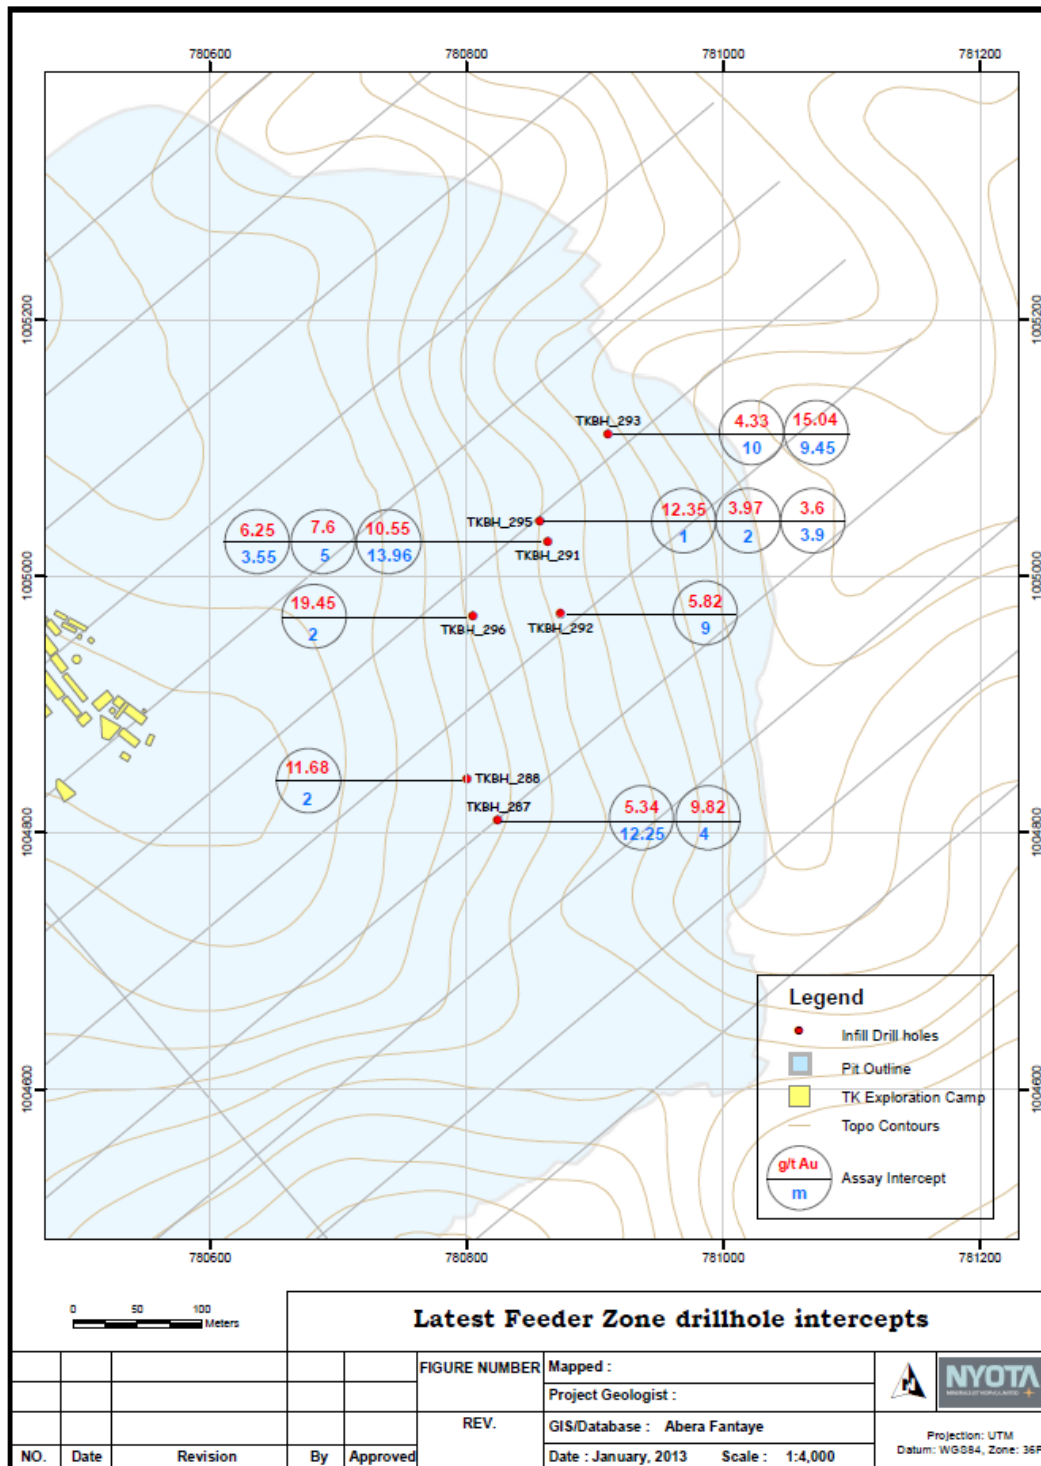 780600 780800 781000 781200
1005200 1005200
TKBH_293
4.33 15.04
10 9.45
TKBH_295
12.35 3.97 3.6
1 2 3.9
6.25 7.6 10.55
3.55 5 13.96
TKBH_291
1005000 1005000
19.45
2
TKBH_296
TKBH_292
5.82
9
11.68
2
TKBH_288
TKBH_287
5.34 9.82
12.25 4
1004800 1004800
Legend
Infill Drill holes
Pit Outline
TK Exploration Camp
Topo Contours
g/t Au
m
Assay Intercept
1004600 1004600
780600 780800 781000 781200
0 50 100
Meters
Latest Feeder Zone drillhole intercepts
FIGURE NUMBER
Mapped :
Project Geologist :
REV.
GIS/Database : Abera Fantaye
Date : January, 2013 Scale : 1:4,000
NO. Date Revision By Approved
N
NYOTA
Projection: UTM
Datum: WGS84, Zone: 36P